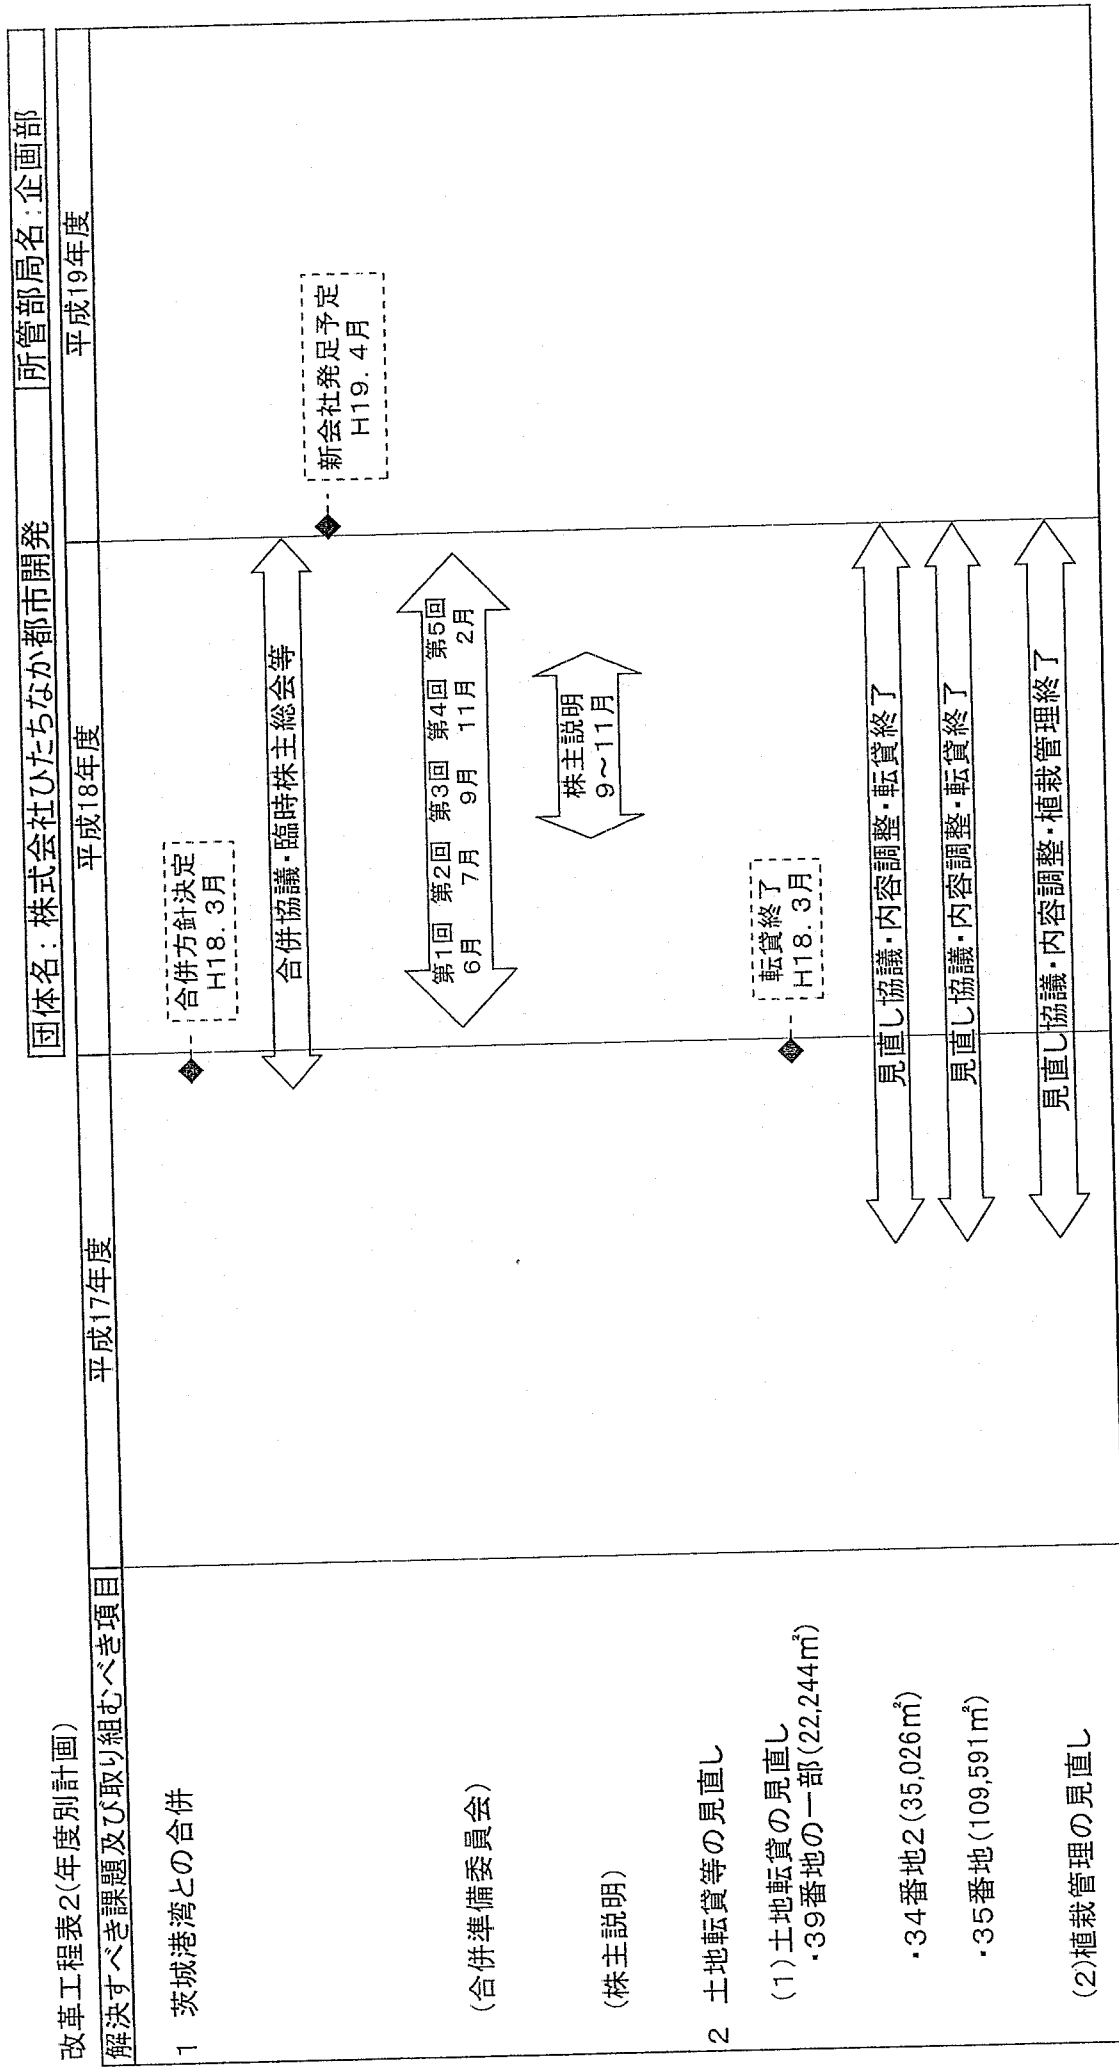 改革工程表2(年度別計画)
団体名：株式会社ひたちなか都市開発
所管部局名：企画部
解決すべき課題及び取り組むべき項目
平成17年度
平成18年度
平成19年度
1 茨城港湾との合併
合併方針決定
H18.3月
合併協議・臨時株主総会等
新会社発足予定
H19.4月
(合併準備委員会)
第1回 第2回 第3回 第4回 第5回
6月 7月 9月 11月 2月
(株主説明)
株主説明
9～11月
2 土地転貸等の見直し
(1)土地転貸の見直し
・39番地の一部(22,244㎡)
転貸終了
H18.3月
・34番地2(35,026㎡)
見直し協議・内容調整・転貸終了
・35番地(109,591㎡)
見直し協議・内容調整・転貸終了
(2)植栽管理の見直し
見直し協議・内容調整・植栽管理終了